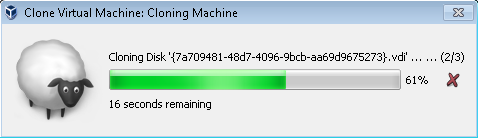 Clone Virtual Machine: Cloning Machine
Cloning Disk '{7a709481-48d7-4096-9bcb-aa69d9675273}.vdi' ... ... (2/3)
61%
16 seconds remaining